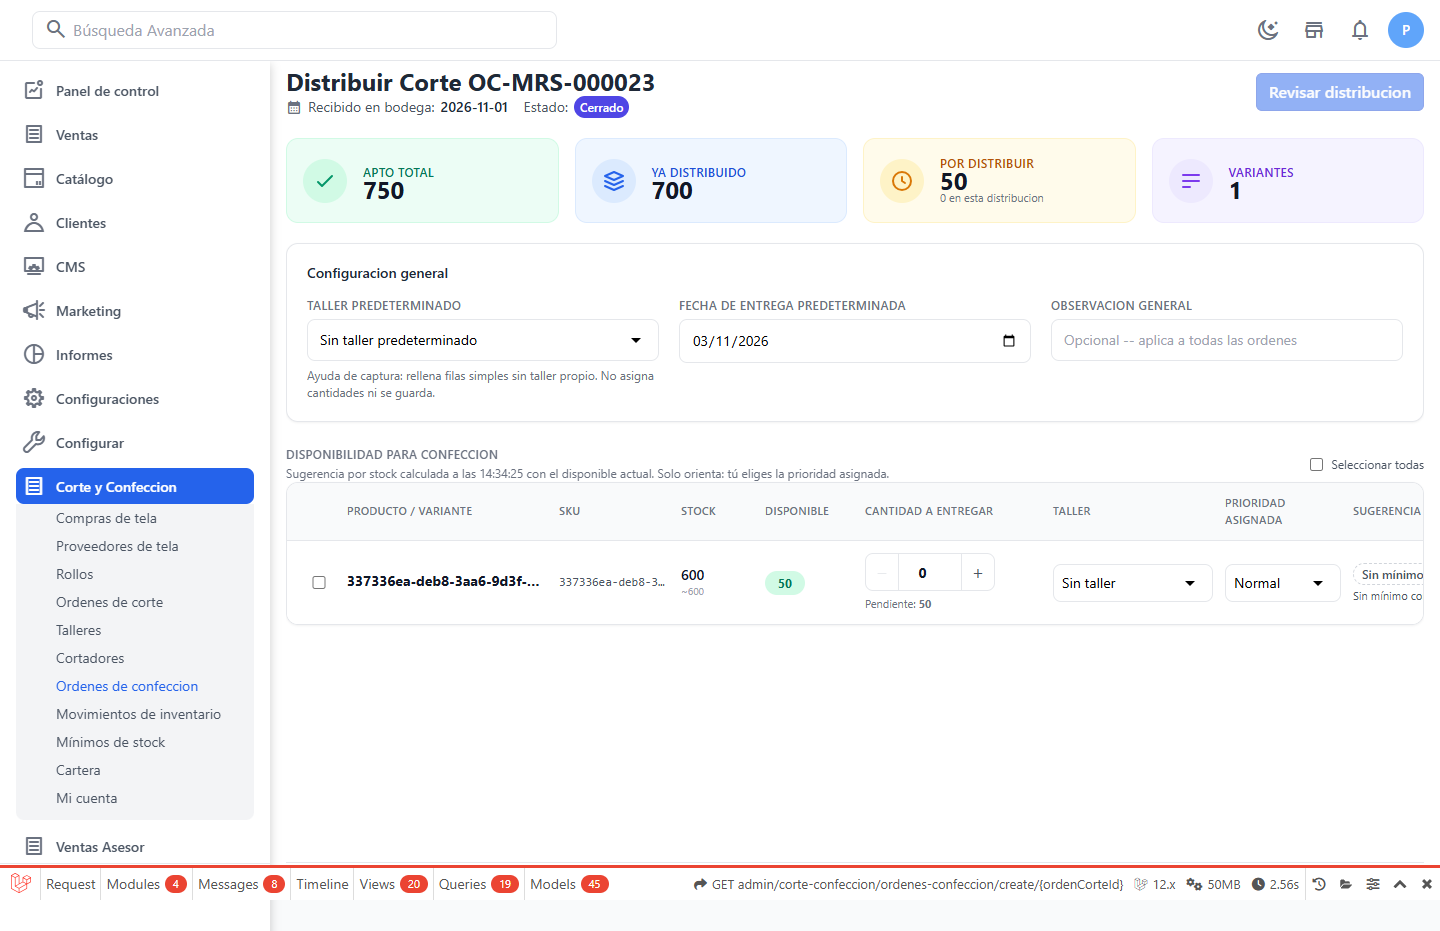 Búsqueda Avanzada
P
Panel de control
Ventas
Catálogo
Clientes
CMS
Marketing
Informes
Configuraciones
Configurar
Corte y Confeccion
Compras de tela
Proveedores de tela
Rollos
Ordenes de corte
Talleres
Cortadores
Ordenes de confeccion
Movimientos de inventario
Mínimos de stock
Cartera
Mi cuenta
Ventas Asesor
Distribuir Corte OC-MRS-000023
Recibido en bodega: 2026-11-01 Estado: Cerrado
Revisar distribucion
APTO TOTAL
750
YA DISTRIBUIDO
700
POR DISTRIBUIR
50
0 en esta distribucion
VARIANTES
1
Configuracion general
TALLER PREDETERMINADO
Sin taller predeterminado
Ayuda de captura: rellena filas simples sin taller propio. No asigna
cantidades ni se guarda.
FECHA DE ENTREGA PREDETERMINADA
03/11/2026
OBSERVACION GENERAL
Opcional -- aplica a todas las ordenes
DISPONIBILIDAD PARA CONFECCION
Sugerencia por stock calculada a las 14:34:25 con el disponible actual. Solo orienta: tú eliges la prioridad asignada.
Seleccionar todas
PRODUCTO / VARIANTE SKU STOCK DISPONIBLE CANTIDAD A ENTREGAR TALLER PRIORIDAD ASIGNADA SUGERENCIA
337336ea-deb8-3aa6-9d3f-...
337336ea-deb8-3...
600
~600
50
− 0 +
Pendiente: 50
Sin taller
Normal
Sin mínimo
Sin mínimo co
Request Modules 4 Messages 8 Timeline Views 20 Queries 19 Models 45 GET admin/corte-confeccion/ordenes-confeccion/create/{ordenCorteId} 12.x 50MB 2.56s